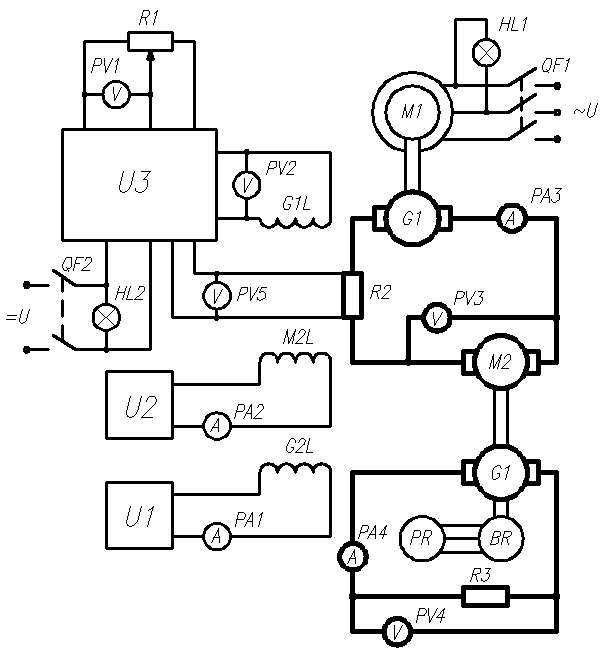 R1
HL1
PV1
QF1
V
M1
~U
U3
PV2
V
G1L
PA3
G1
A
QF2
HL2
V
PV5
R2
PV3
V
=U
M2L
M2
U2
PA2
A
G2L
G1
U1
PA1
A
PA4
PR
BR
A
R3
PV4
V